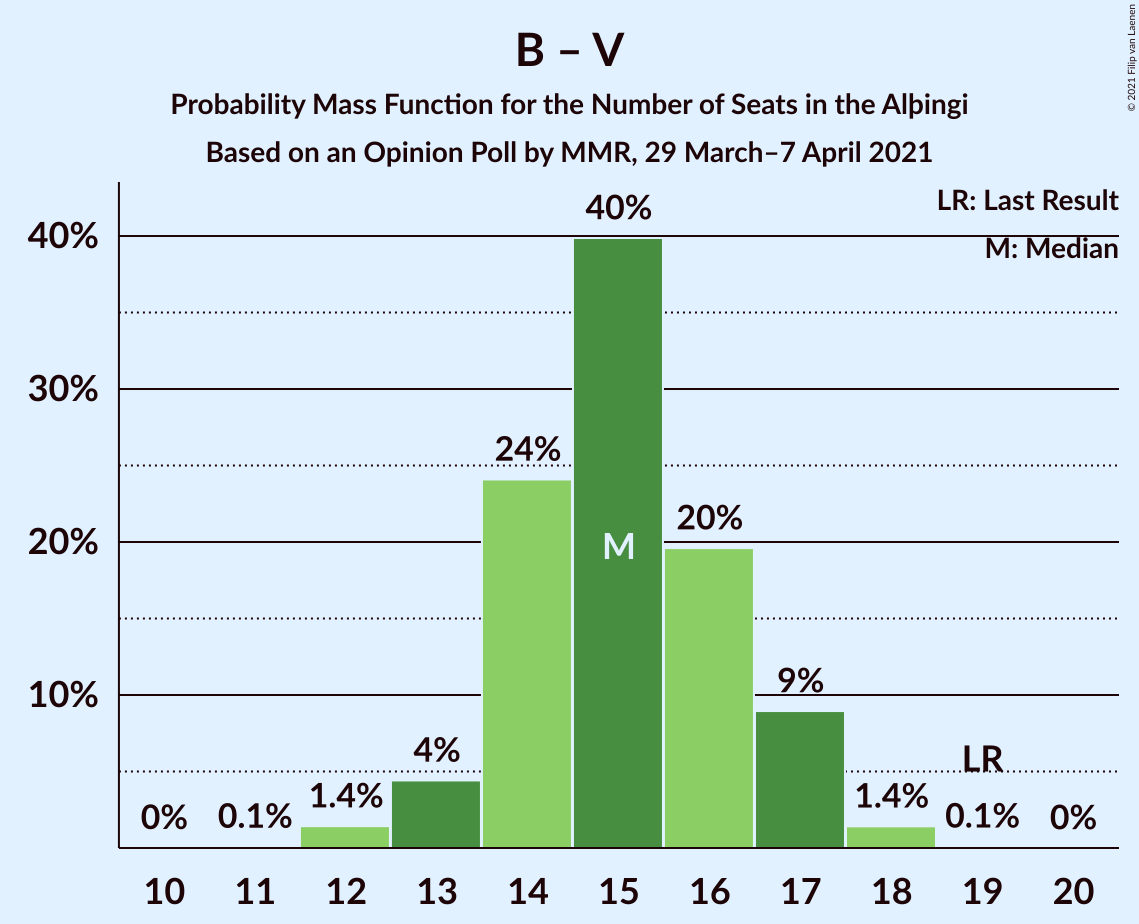 B – V
Probability Mass Function for the Number of Seats in the Alþingi
Based on an Opinion Poll by MMR, 29 March–7 April 2021
© 2021 Filip van Laenen
LR: Last Result
M: Median
40%
30%
20%
10%
0%
0.1%
1.4%
4%
24%
40%
M
20%
9%
1.4%
LR
0.1%
0%
10 11 12 13 14 15 16 17 18 19 20